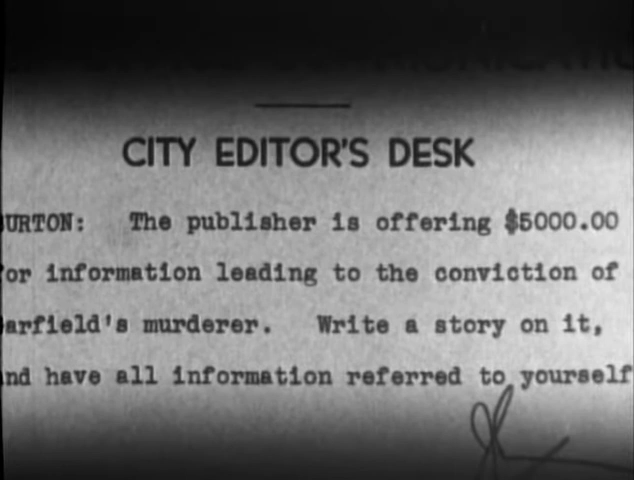 CITY EDITOR'S DESK
URTON: The publisher is offering $5000.00
or information leading to the conviction of
arfield's murderer. Write a story on it,
nd have all information referred to yourself